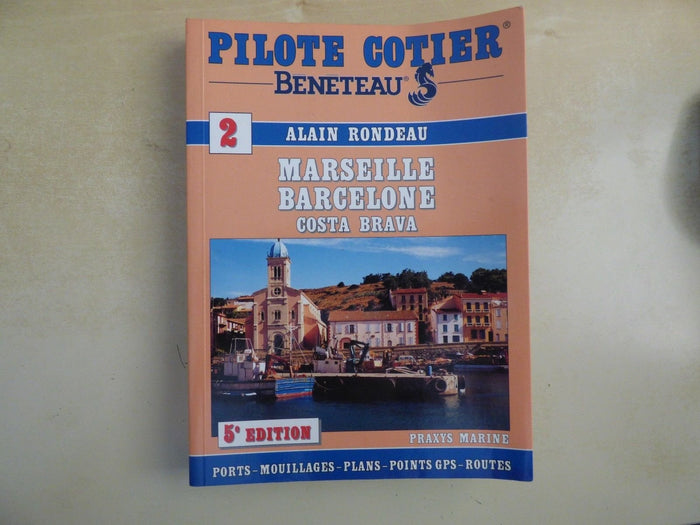 PILOTE COTIER®
BENETEAU®
2
ALAIN RONDEAU
MARSEILLE
BARCELONE
COSTA BRAVA
5e EDITION
PRAXYS MARINE
PORTS-MOUILLAGES-PLANS-POINTS GPS-ROUTES